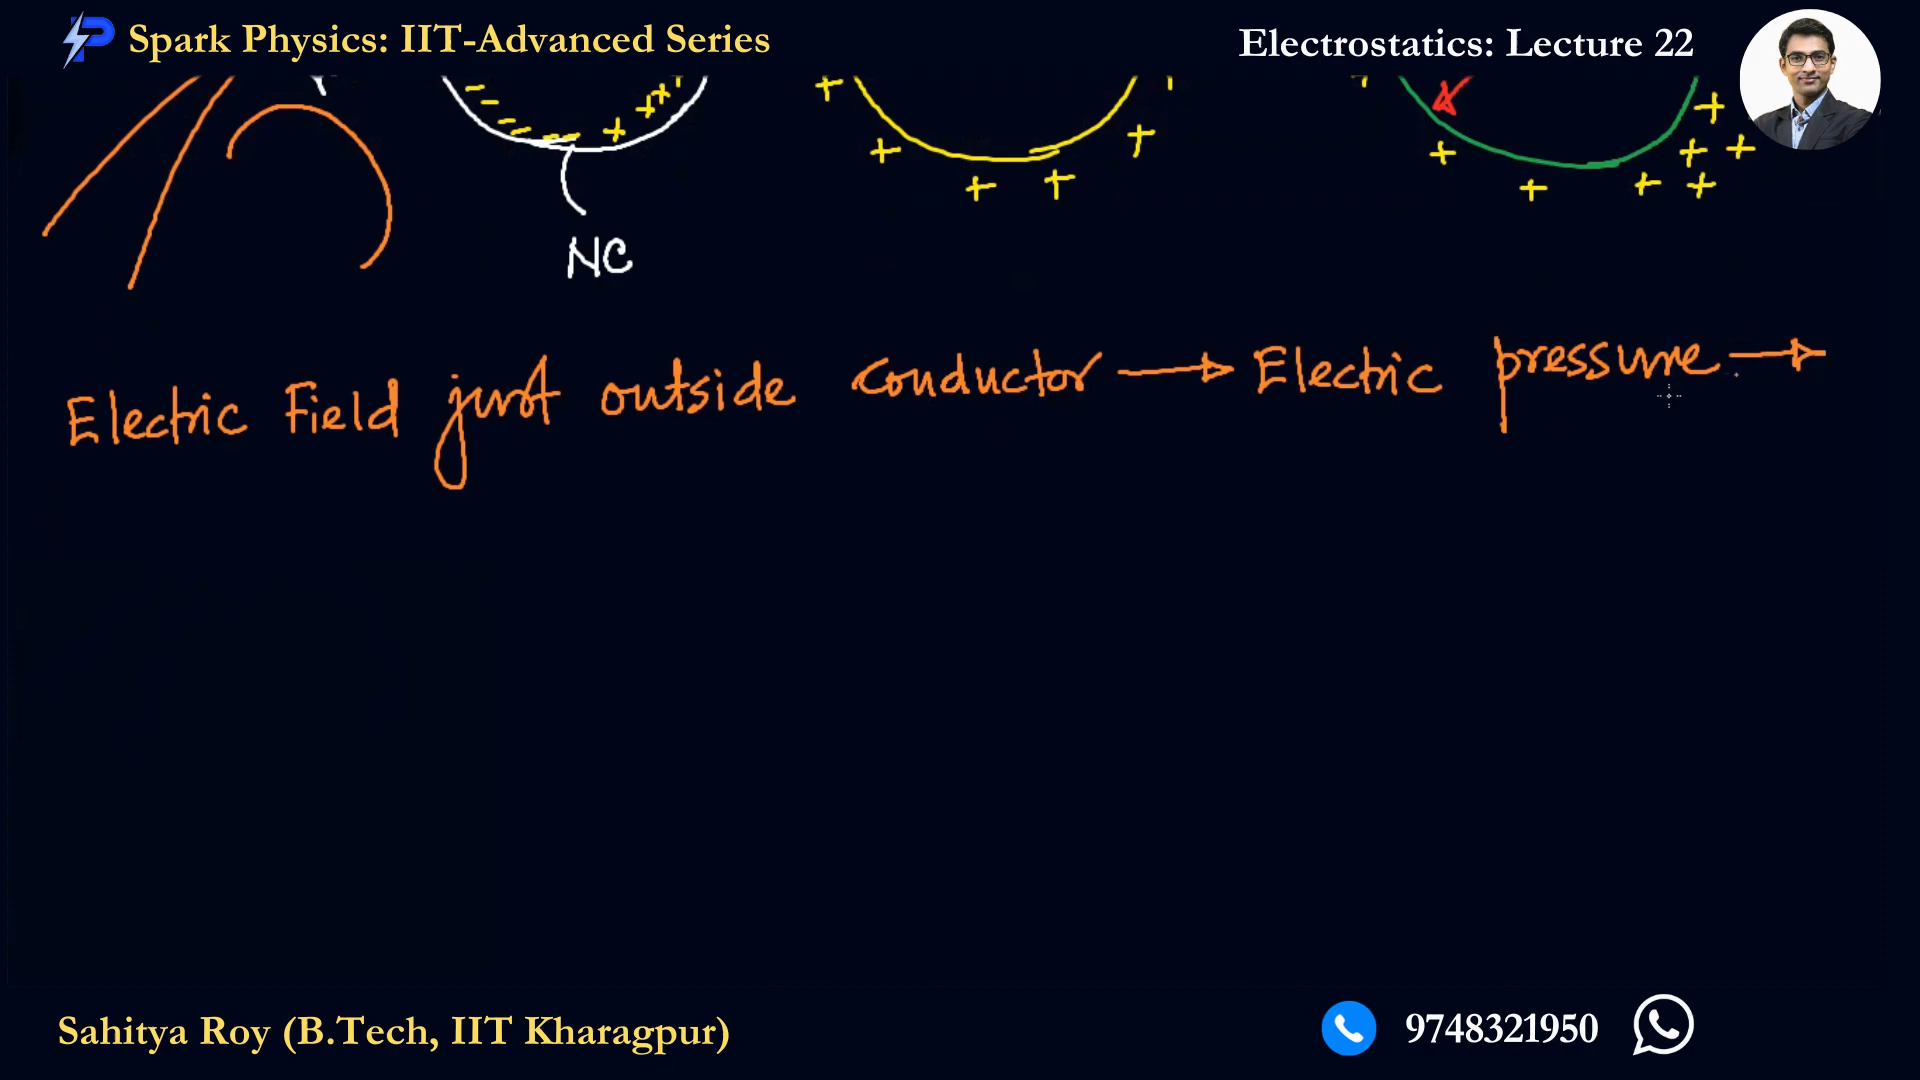 Spark Physics: IIT-Advanced Series
Electrostatics: Lecture 22
NC
Electric Field just outside conductor → Electric pressure →
Sahitya Roy (B.Tech, IIT Kharagpur)
9748321950